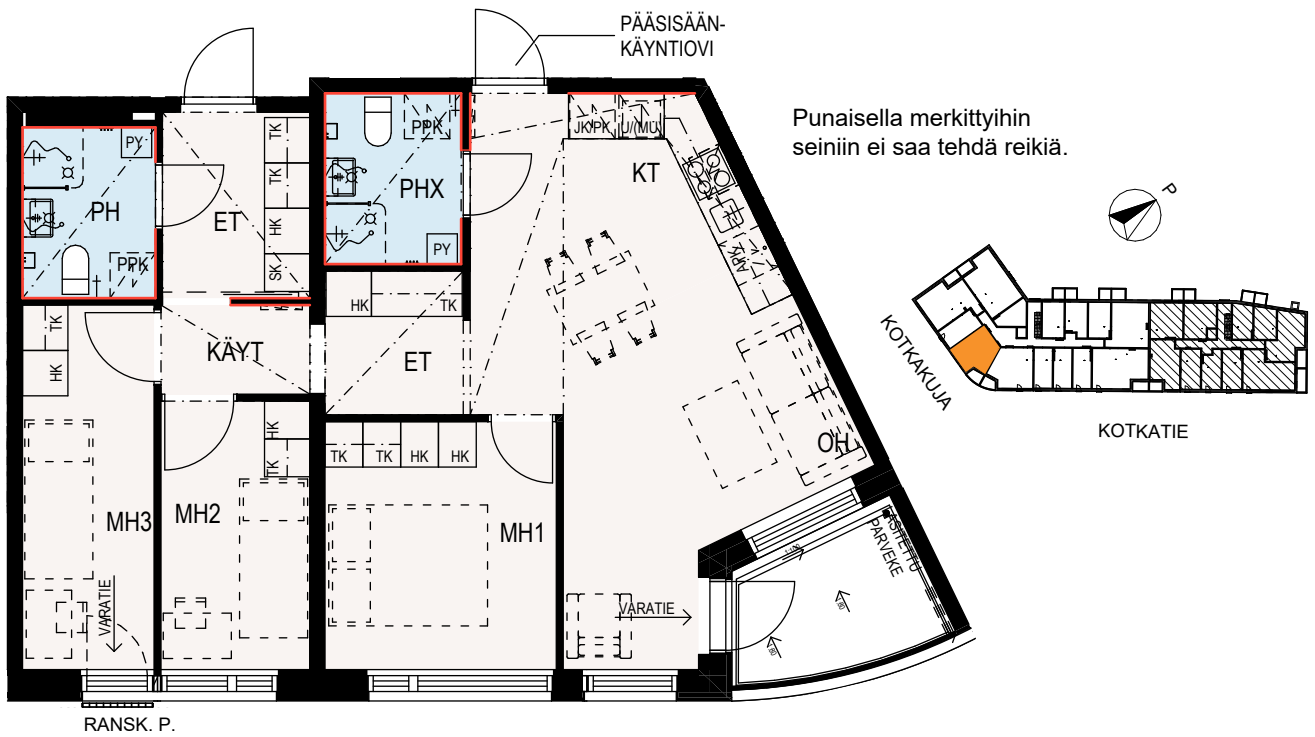 PÄÄSISÄÄN-
KÄYNTIOVI
Punaisella merkittyihin
seiniin ei saa tehdä reikiä.
P
KOTKAKUJA
KOTKATIE
PY
PH
PPK
TK
TK
HK
SK
ET
PPK
PHX
PY
JK/PK
U/(MU)
KT
APK
HK
TK
ET
KÄYT
TK
HK
MH3
VARATIE
RANSK. P.
HK
TK
MH2
TK
TK
HK
HK
MH1
OH
VARATIE
PARVEKE